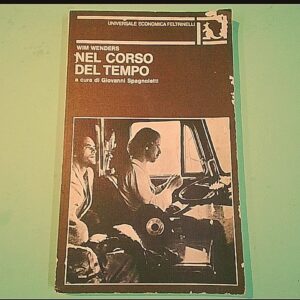 UNIVERSALE ECONOMICA FELTRINELLI
WIM WENDERS
NEL CORSO
DEL TEMPO
a cura di Giovanni Spagnoletti